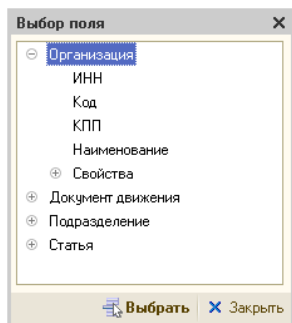 Выбор поля
Организация
ИНН
Код
КПП
Наименование
Свойства
Документ движения
Подразделение
Статья
Выбрать Закрыть